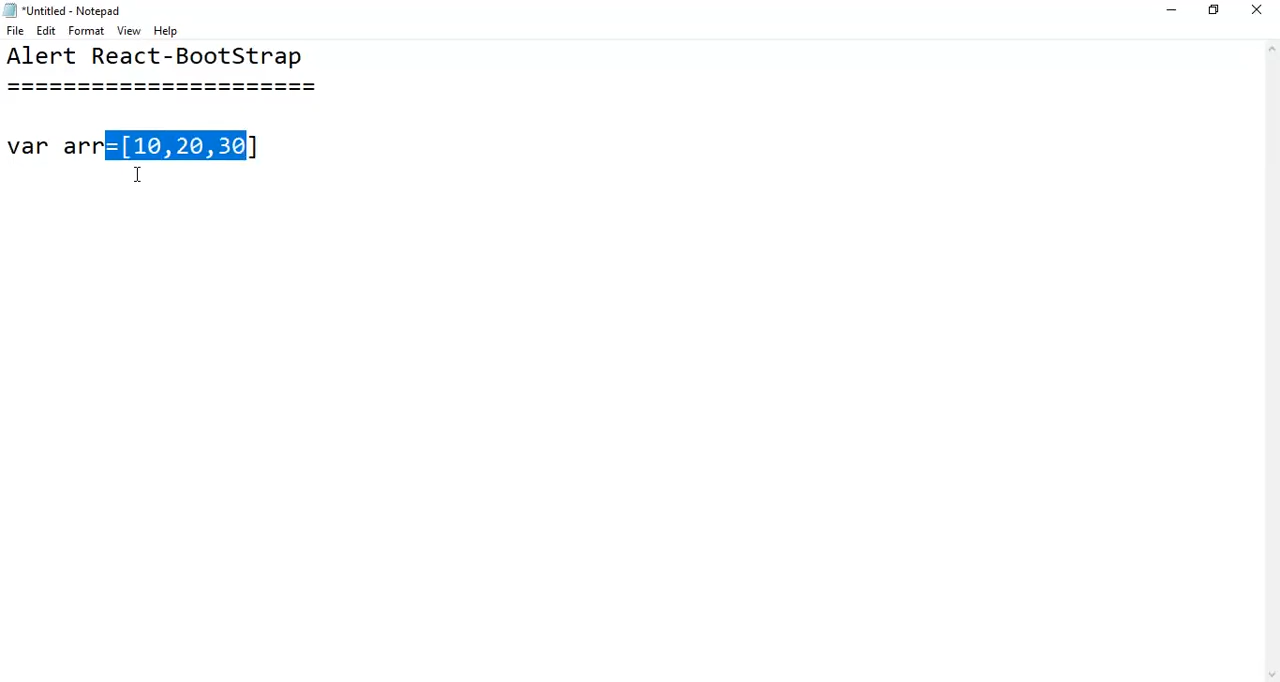 *Untitled - Notepad
File Edit Format View Help
Alert React-BootStrap
======================
var arr=[10,20,30]